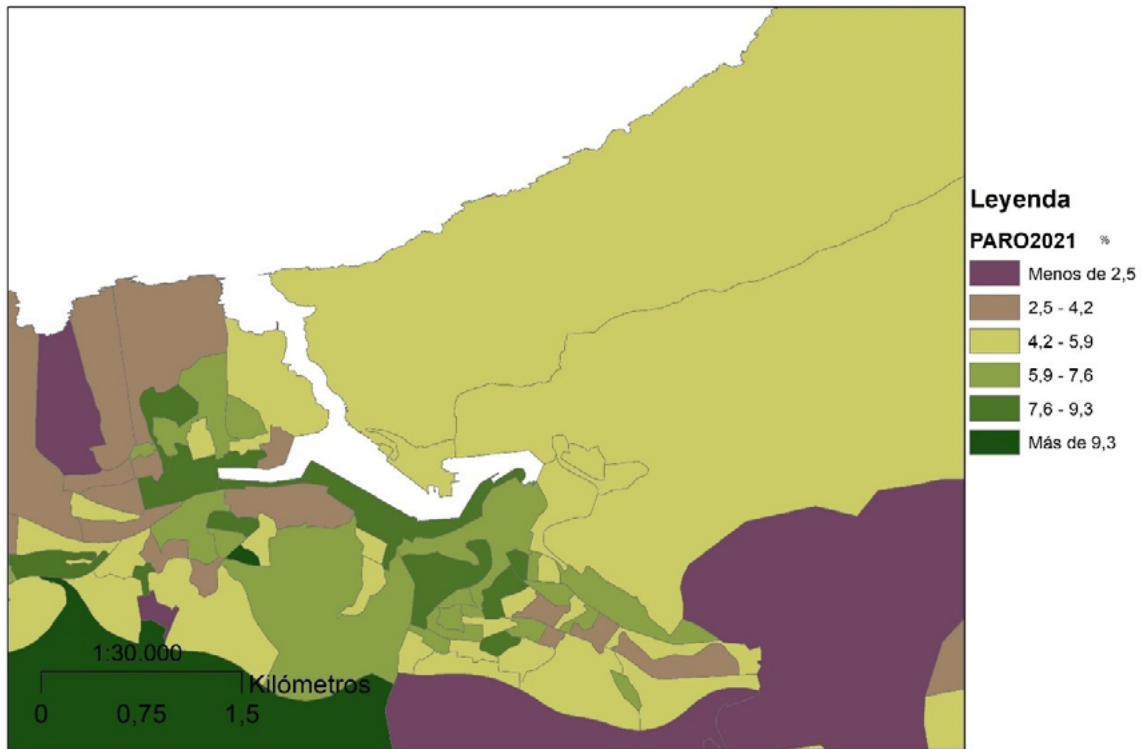 Leyenda
PARO2021 %
Menos de 2,5
2,5 - 4,2
4,2 - 5,9
5,9 - 7,6
7,6 - 9,3
Más de 9,3
1:30.000
Kilómetros
0 0,75 1,5